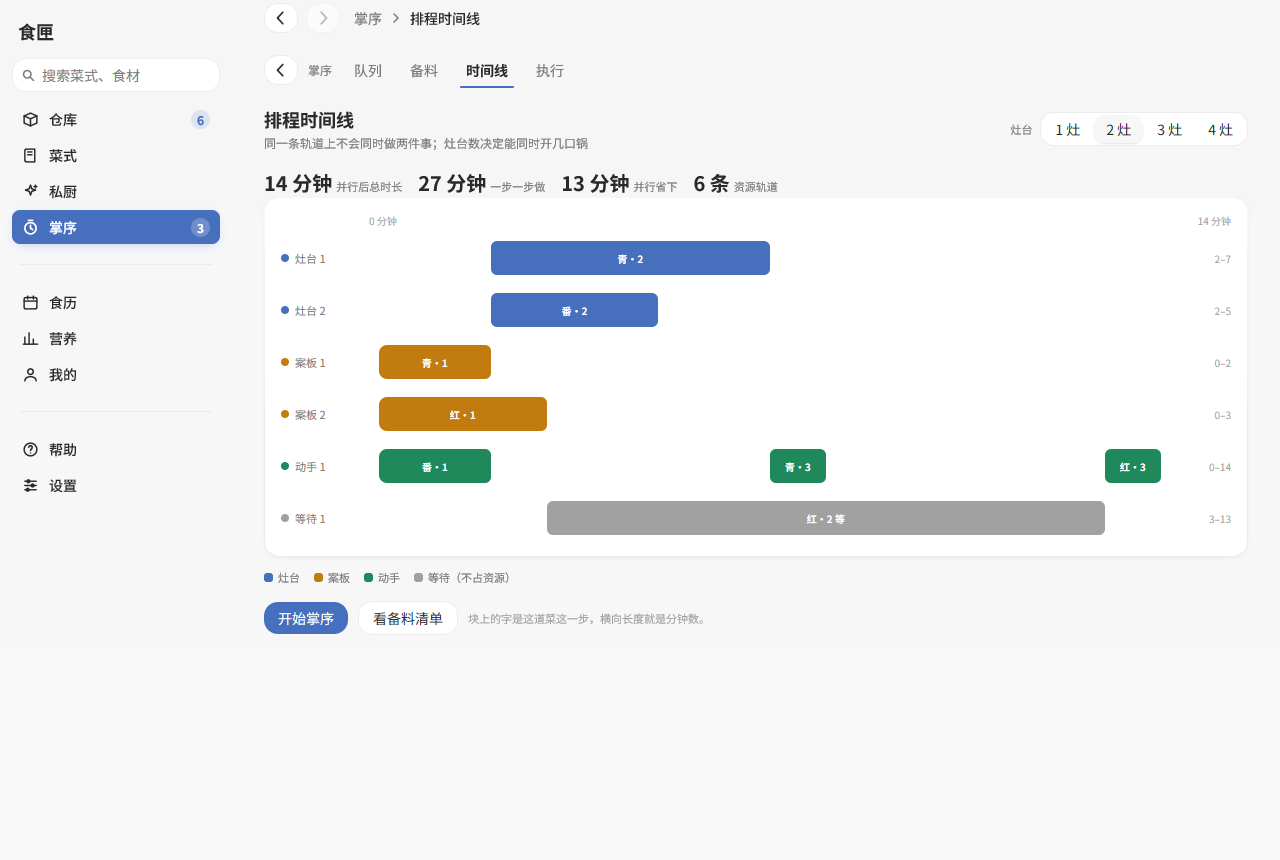 食匣
搜索菜式、食材
仓库 6
菜式
私厨
掌序 3
食历
营养
我的
帮助
设置
掌序 排程时间线
掌序 队列 备料 时间线 执行
排程时间线
同一条轨道上不会同时做两件事；灶台数决定能同时开几口锅
灶台 1 灶 2 灶 3 灶 4 灶
14 分钟 并行后总时长 27 分钟 一步一步做 13 分钟 并行省下 6 条 资源轨道
0 分钟 14 分钟
灶台 1 青·2 2–7
灶台 2 番·2 2–5
案板 1 青·1 0–2
案板 2 红·1 0–3
动手 1 番·1 青·3 红·3 0–14
等待 1 红·2 等 3–13
灶台 案板 动手 等待（不占资源）
开始掌序 看备料清单 块上的字是这道菜这一步，横向长度就是分钟数。